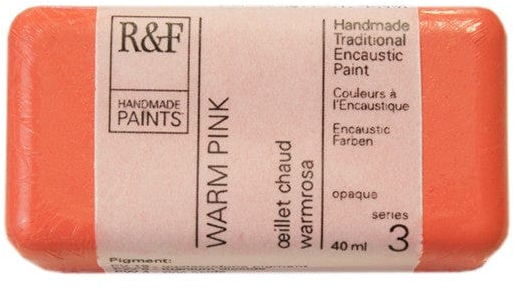 R&F
HANDMADE
PAINTS
WARM PINK
œillet chaud
warmrosa
Handmade
Traditional
Encaustic
Paint
Couleurs à
l'Encaustique
Encaustic
Farben
opaque
series
40 ml 3
Pigment: